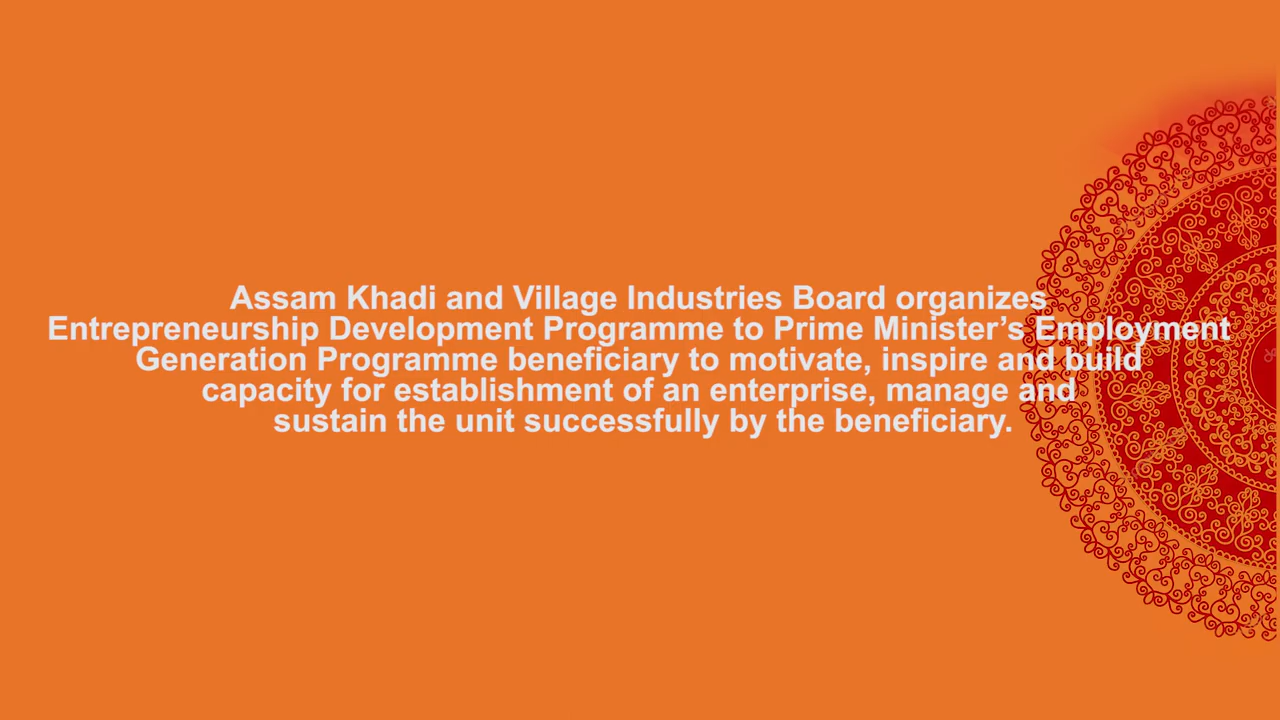 Assam Khadi and Village Industries Board organizes
Entrepreneurship Development Programme to Prime Minister’s Employment
Generation Programme beneficiary to motivate, inspire and build
capacity for establishment of an enterprise, manage and
sustain the unit successfully by the beneficiary.